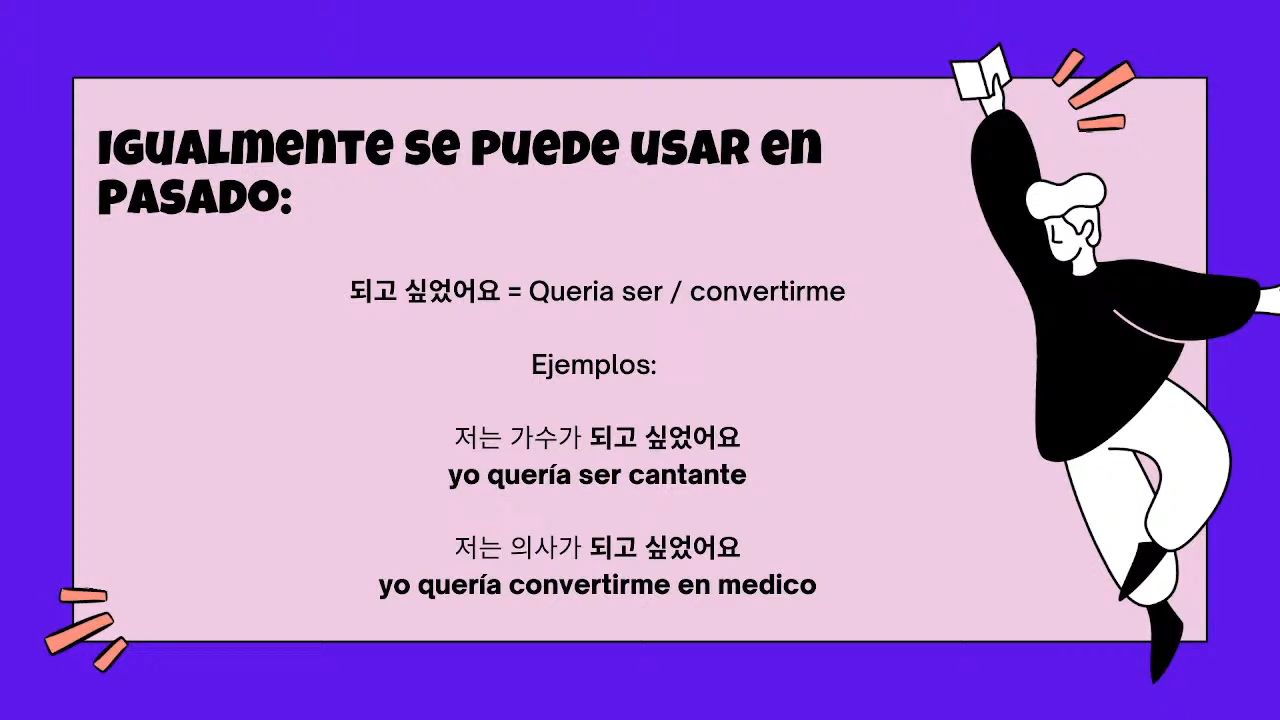 Igualmente se puede usar en
pasado:
되고 싶었어요 = Queria ser / convertirme
Ejemplos:
저는 가수가 되고 싶었어요
yo quería ser cantante
저는 의사가 되고 싶었어요
yo quería convertirme en medico